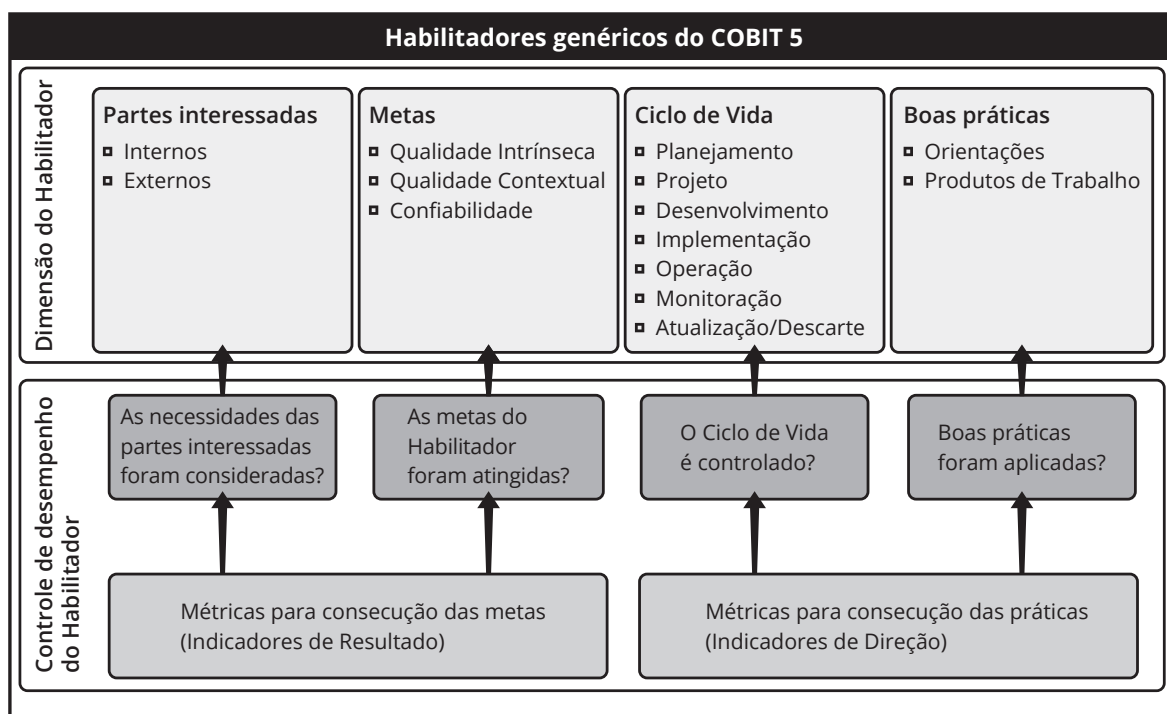 Habilitadores genéricos do COBIT 5
Dimensão do Habilitador
Partes interessadas
Internos
Externos
Metas
Qualidade Intrínseca
Qualidade Contextual
Confiabilidade
Ciclo de Vida
Planejamento
Projeto
Desenvolvimento
Implementação
Operação
Monitoração
Atualização/Descarte
Boas práticas
Orientações
Produtos de Trabalho
Controle de desempenho
do Habilitador
As necessidades das
partes interessadas
foram consideradas?
As metas do
Habilitador
foram atingidas?
O Ciclo de Vida
é controlado?
Boas práticas
foram aplicadas?
Métricas para consecução das metas
(Indicadores de Resultado)
Métricas para consecução das práticas
(Indicadores de Direção)